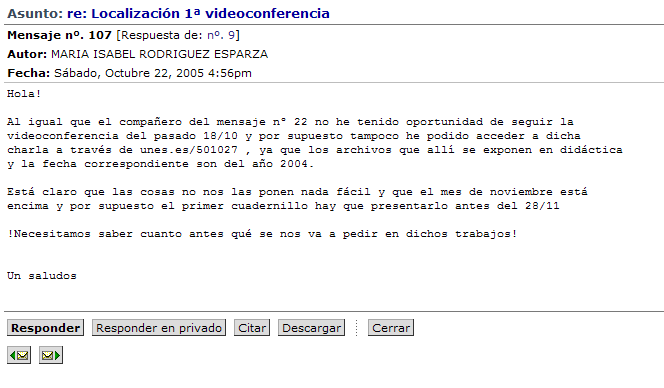 Asunto: re: Localización 1ª videoconferencia
Mensaje nº. 107 [Respuesta de: nº. 9]
Autor: MARIA ISABEL RODRIGUEZ ESPARZA
Fecha: Sábado, Octubre 22, 2005 4:56pm
Hola!
Al igual que el compañero del mensaje n° 22 no he tenido oportunidad de seguir la
videoconferencia del pasado 18/10 y por supuesto tampoco he podido acceder a dicha
charla a través de unes.es/501027 , ya que los archivos que allí se exponen en didáctica
y la fecha correspondiente son del año 2004.
Está claro que las cosas no nos las ponen nada fácil y que el mes de noviembre está
encima y por supuesto el primer cuadernillo hay que presentarlo antes del 28/11
!Necesitamos saber cuanto antes qué se nos va a pedir en dichos trabajos!
Un saludos
Responder Responder en privado Citar Descargar Cerrar